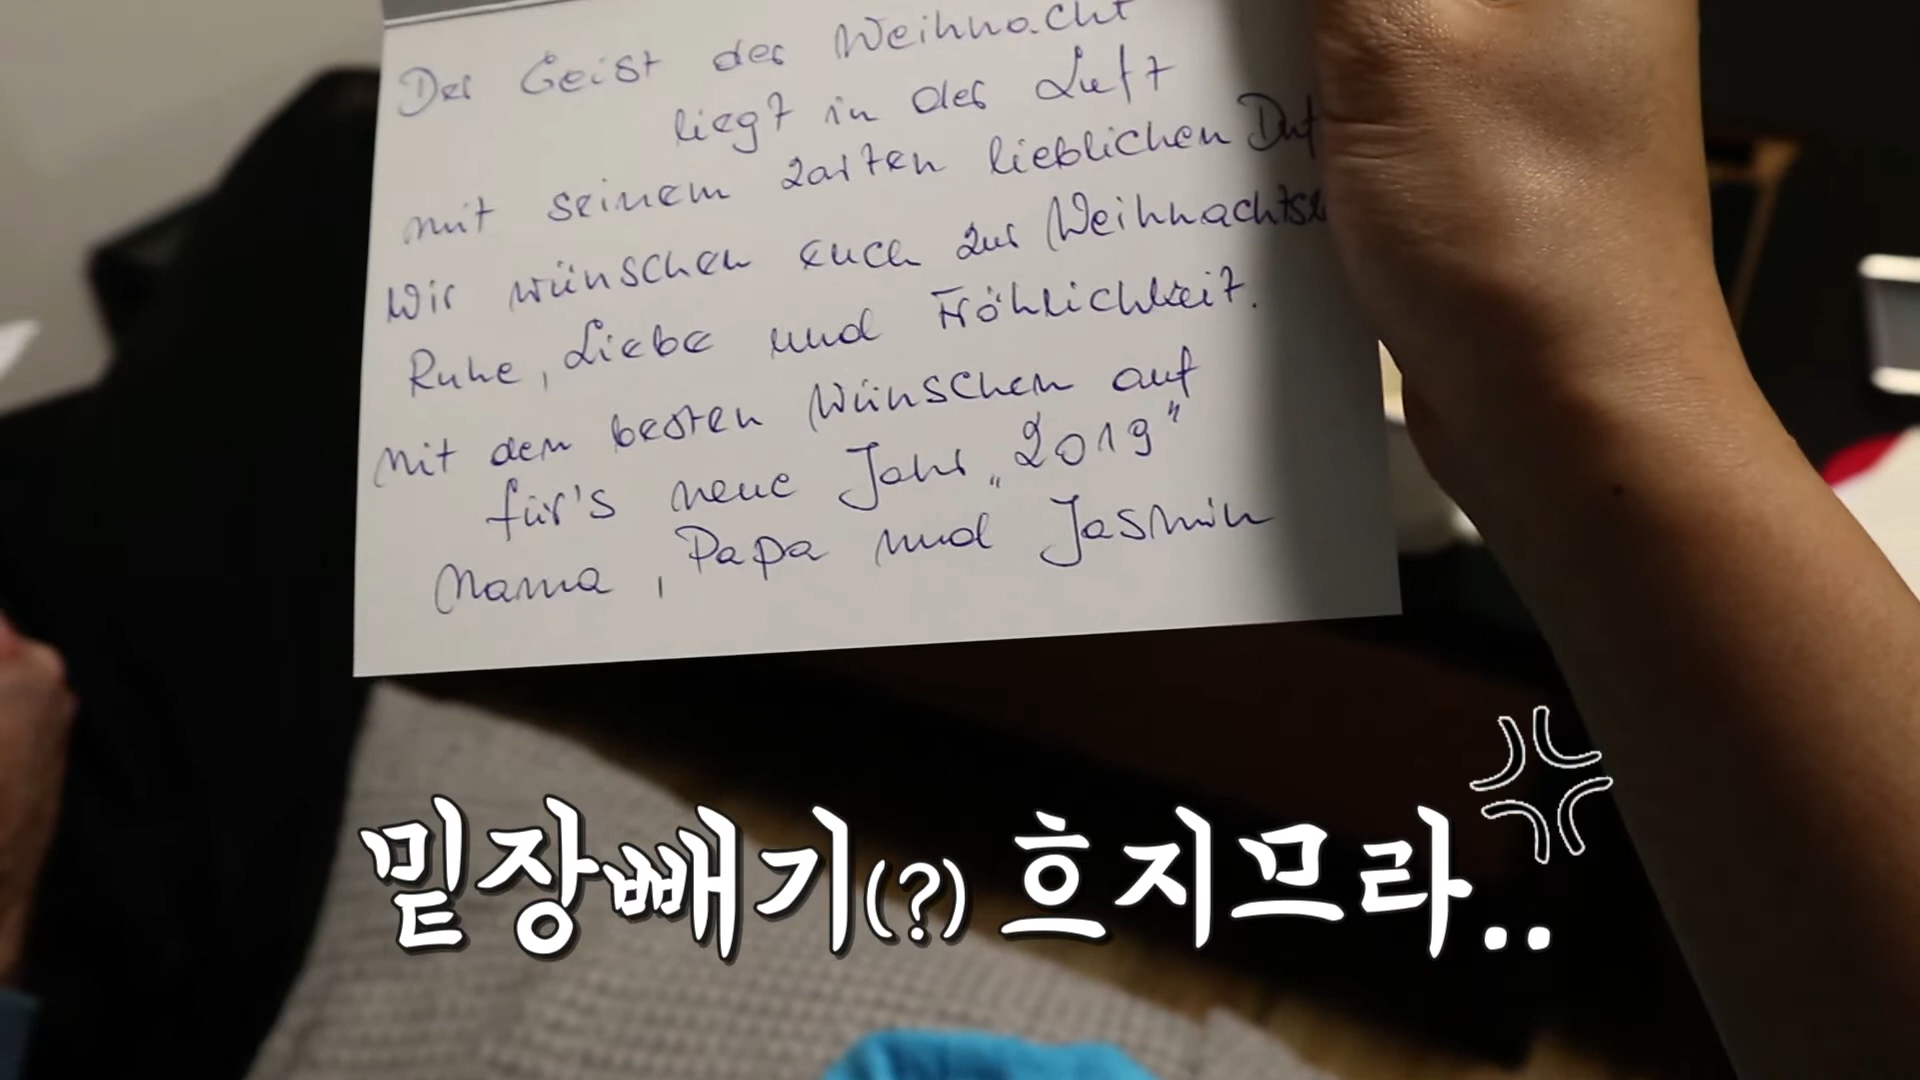 Der Geist der Weihnacht
liegt in der Luft
mit seinem zarten lieblichen
Wir wünschen euch zur
Ruhe, Liebe und Fröhlichkeit.
Mit den besten Wünschen auf
für's neue Jahr „2019"
Mama, Papa und Jasmin
밑장빼기(?) 흐지므라..